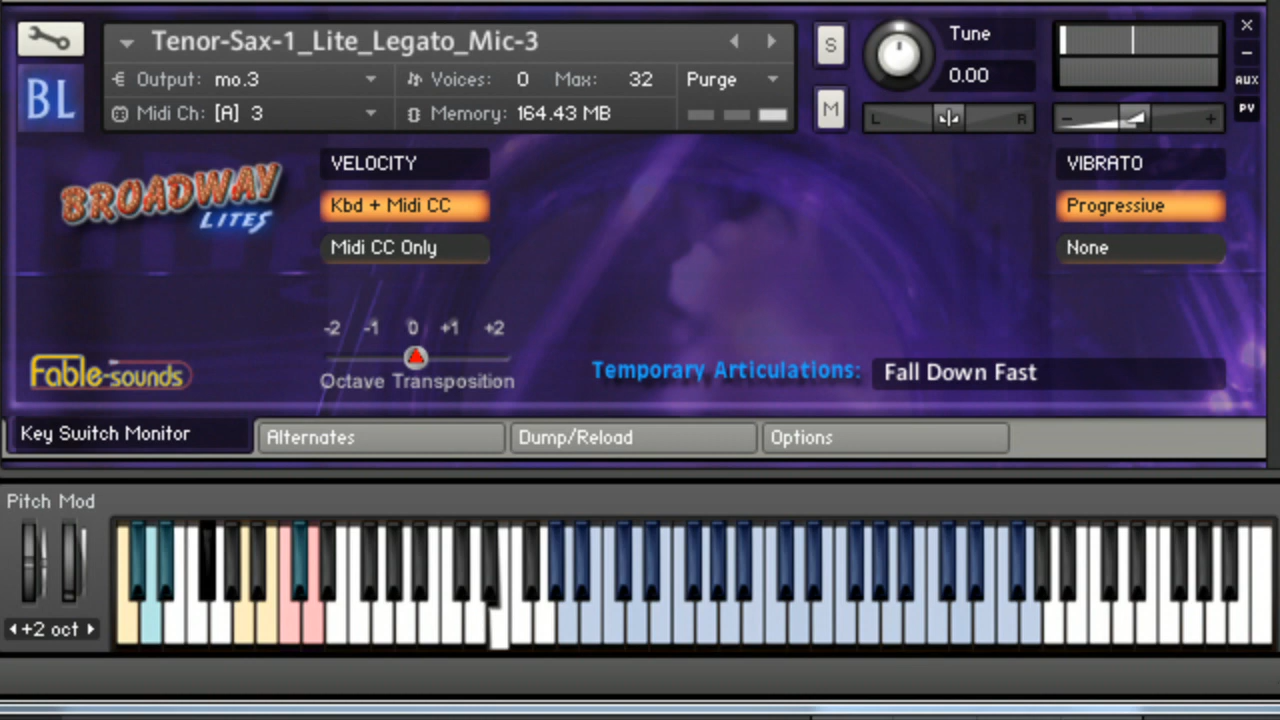 Tenor-Sax-1_Lite_Legato_Mic-3
S
Tune
×
BL
Output: mo.3
Voices: 0 Max: 32
Purge
0.00
AUX
Midi Ch: [A] 3
Memory: 164.43 MB
M
L R
- +
PV
BROADWAY
LITES
VELOCITY
VIBRATO
Kbd + Midi CC
Progressive
Midi CC Only
None
-2 -1 0 +1 +2
Octave Transposition
Fable-sounds
Temporary Articulations: Fall Down Fast
Key Switch Monitor
Alternates
Dump/Reload
Options
Pitch Mod
+2 oct